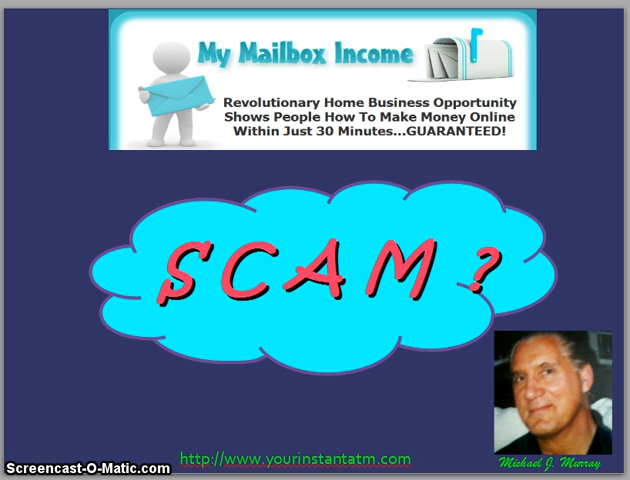 My Mailbox Income
Revolutionary Home Business Opportunity
Shows People How To Make Money Online
Within Just 30 Minutes...GUARANTEED!
SCAM?
http://www.yourinstantatm.com
Michael J. Murray
Screencast-O-Matic.com